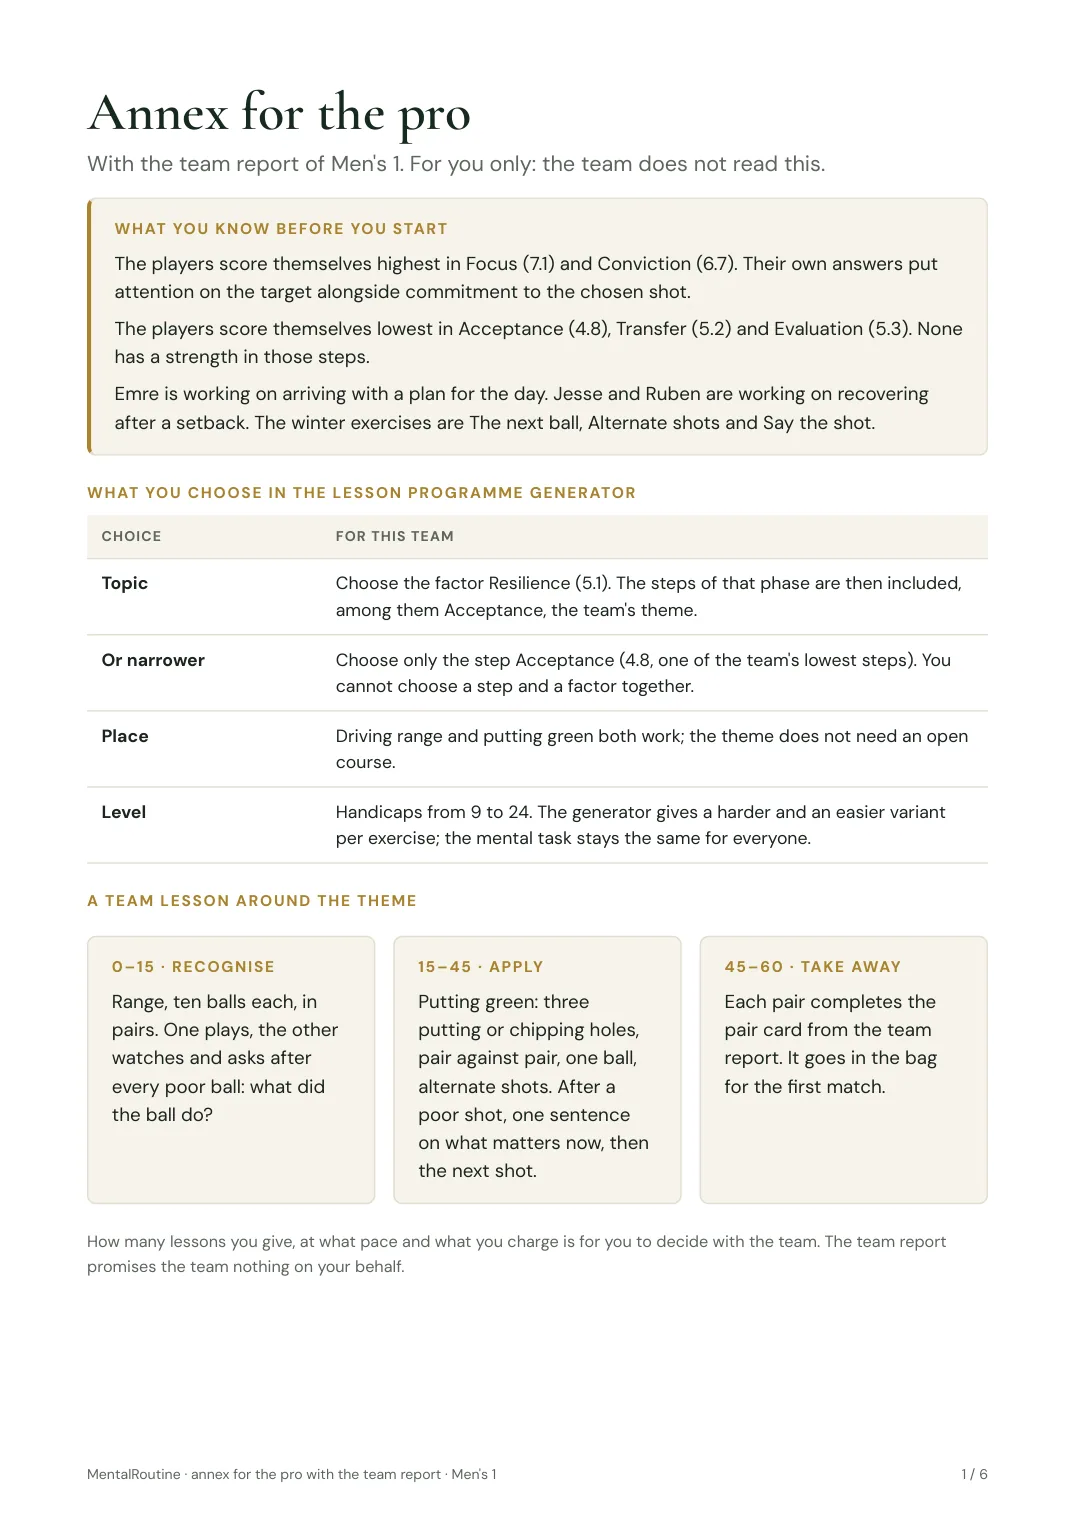 Annex for the pro
With the team report of Men's 1. For you only: the team does not read this.
WHAT YOU KNOW BEFORE YOU START
The players score themselves highest in Focus (7.1) and Conviction (6.7). Their own answers put
attention on the target alongside commitment to the chosen shot.
The players score themselves lowest in Acceptance (4.8), Transfer (5.2) and Evaluation (5.3). None
has a strength in those steps.
Emre is working on arriving with a plan for the day. Jesse and Ruben are working on recovering
after a setback. The winter exercises are The next ball, Alternate shots and Say the shot.
WHAT YOU CHOOSE IN THE LESSON PROGRAMME GENERATOR
CHOICE FOR THIS TEAM
Topic Choose the factor Resilience (5.1). The steps of that phase are then included,
among them Acceptance, the team's theme.
Or narrower Choose only the step Acceptance (4.8, one of the team's lowest steps). You
cannot choose a step and a factor together.
Place Driving range and putting green both work; the theme does not need an open
course.
Level Handicaps from 9 to 24. The generator gives a harder and an easier variant
per exercise; the mental task stays the same for everyone.
A TEAM LESSON AROUND THE THEME
0–15 · RECOGNISE
Range, ten balls each, in
pairs. One plays, the other
watches and asks after
every poor ball: what did
the ball do?
15–45 · APPLY
Putting green: three
putting or chipping holes,
pair against pair, one ball,
alternate shots. After a
poor shot, one sentence
on what matters now, then
the next shot.
45–60 · TAKE AWAY
Each pair completes the
pair card from the team
report. It goes in the bag
for the first match.
How many lessons you give, at what pace and what you charge is for you to decide with the team. The team report
promises the team nothing on your behalf.
MentalRoutine · annex for the pro with the team report · Men's 1
1 / 6